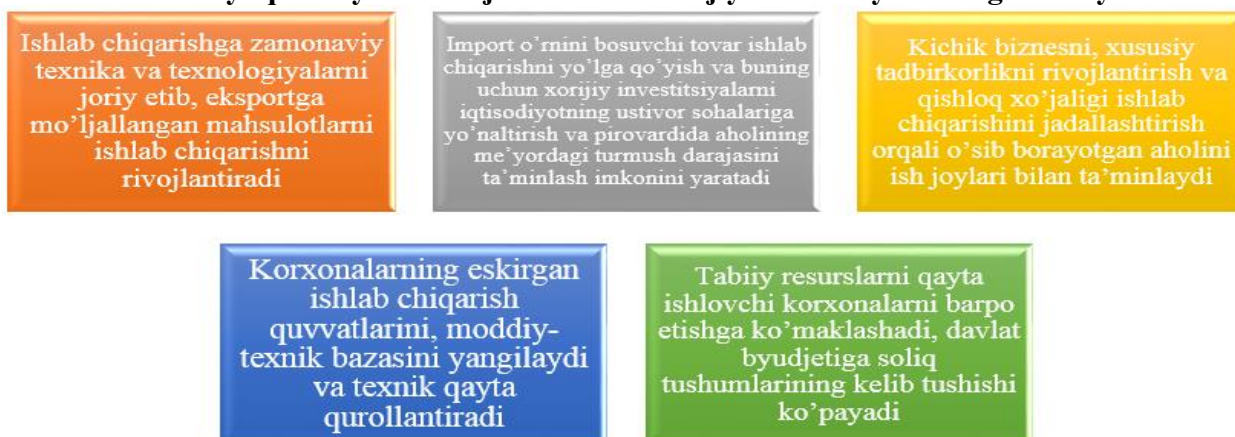 Ishlab chiqarishga zamonaviy
texnika va texnologiyalarni
joriy etib, eksportga
mo’ljallangan mahsulotlarni
ishlab chiqarishni
rivojlantiradi
Import o’rnini bosuvchi tovar ishlab
chiqarishni yo’lga qo’yish va buning
uchun xorijiy investitsiyalarni
iqtisodiyotning ustivor sohalariga
yo’naltirish va pirovardida aholining
me’yordagi turmush darajasini
ta’minlash imkonini yaratadi
Kichik biznesni, xususiy
tadbirkorlikni rivojlantirish va
qishloq xo’jaligi ishlab
chiqarishini jadallashtirish
orqali o’sib borayotgan aholini
ish joylari bilan ta’minlaydi
Korxonalarning eskirgan
ishlab chiqarish
quvvatlarini, moddiy-
texnik bazasini yangilaydi
va texnik qayta
qurollantiradi
Tabiiy resurslarni qayta
ishlovchi korxonalarni barpo
etishga ko’maklashadi, davlat
byudjetiga soliq
tushumlarining kelib tushishi
ko’payadi